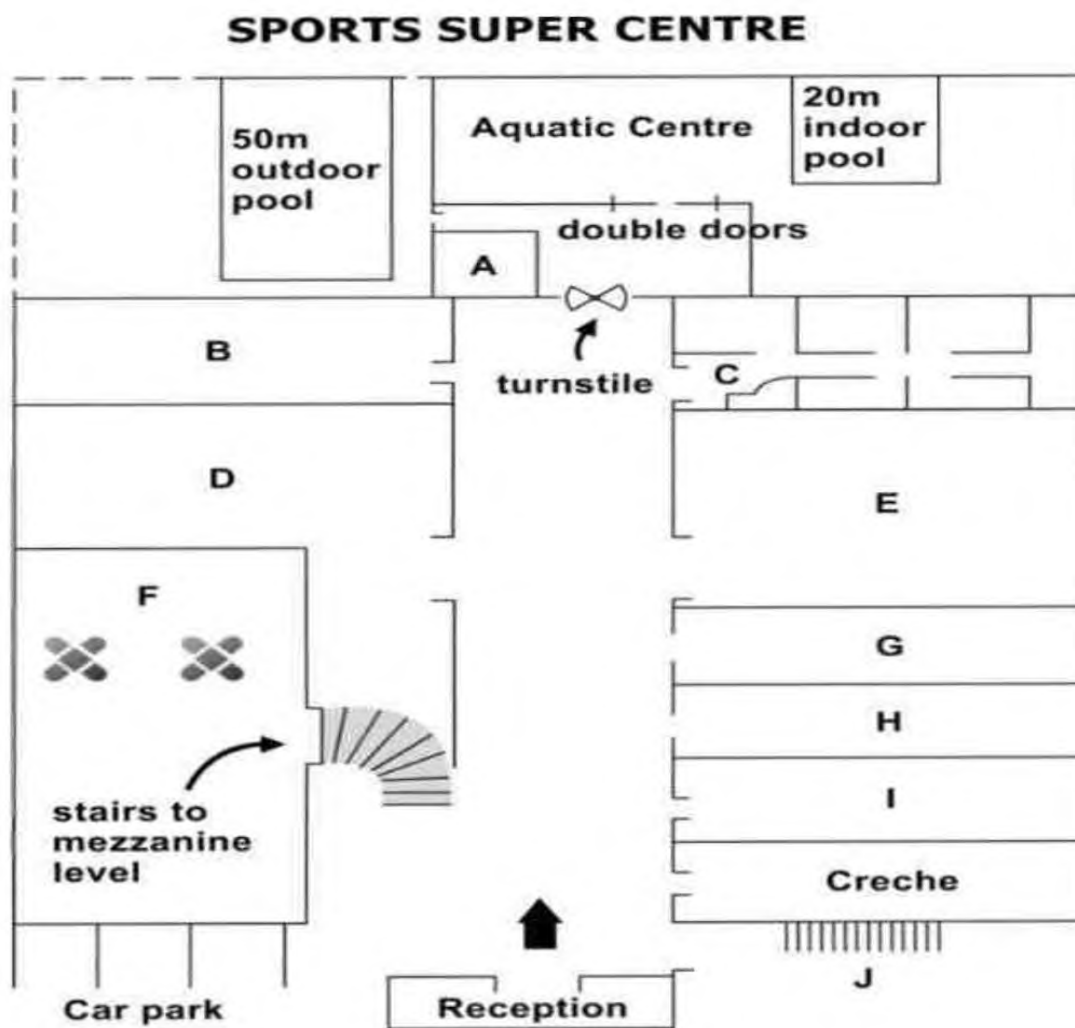 SPORTS SUPER CENTRE
50m
outdoor
pool
Aquatic Centre
20m
indoor
pool
double doors
A
B
turnstile
C
D
E
F
G
H
I
stairs to
mezzanine
level
Creche
J
Car park
Reception